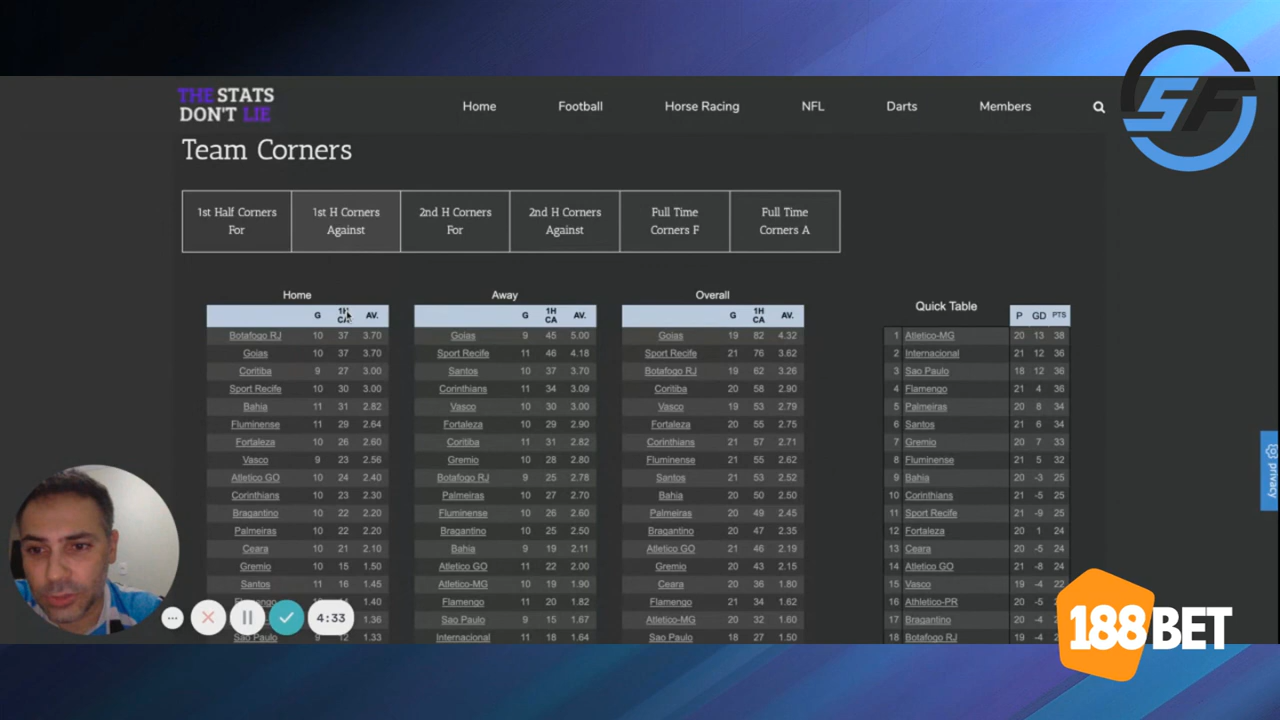 THE STATS
DON'T LIE
Home Football Horse Racing NFL Darts Members
SF
Team Corners
1st Half Corners For
1st H Corners Against
2nd H Corners For
2nd H Corners Against
Full Time Corners F
Full Time Corners A
Home
G 1H CA AV.
Botafogo RJ 10 37 3.70
Goias 10 37 3.70
Coritiba 9 27 3.00
Sport Recife 10 30 3.00
Bahia 11 31 2.82
Fluminense 11 29 2.64
Fortaleza 10 26 2.60
Vasco 9 23 2.56
Atletico GO 10 24 2.40
Corinthians 10 23 2.30
Bragantino 10 22 2.20
Palmeiras 10 22 2.20
Ceara 10 21 2.10
Gremio 10 15 1.50
Santos 11 16 1.45
Flamengo 1.40
1.36
Sao Paulo 9 12 1.33
Away
G 1H CA AV.
Goias 9 45 5.00
Sport Recife 11 46 4.18
Santos 10 37 3.70
Corinthians 11 34 3.09
Vasco 10 30 3.00
Fortaleza 10 29 2.90
Coritiba 11 31 2.82
Gremio 10 28 2.80
Botafogo RJ 9 25 2.78
Palmeiras 10 27 2.70
Fluminense 10 26 2.60
Bragantino 10 25 2.50
Bahia 9 19 2.11
Atletico GO 11 22 2.00
Atletico-MG 10 19 1.90
Flamengo 11 20 1.82
Sao Paulo 9 15 1.67
Internacional 11 18 1.64
Overall
G 1H CA AV.
Goias 19 82 4.32
Sport Recife 21 76 3.62
Botafogo RJ 19 62 3.26
Coritiba 20 58 2.90
Vasco 19 53 2.79
Fortaleza 20 55 2.75
Corinthians 21 57 2.71
Fluminense 21 55 2.62
Santos 21 53 2.52
Bahia 20 50 2.50
Palmeiras 20 49 2.45
Bragantino 20 47 2.35
Atletico GO 21 46 2.19
Gremio 20 43 2.15
Ceara 20 36 1.80
Flamengo 21 34 1.62
Atletico-MG 20 32 1.60
Sao Paulo 18 27 1.50
Quick Table P GD PTS
1 Atletico-MG 20 13 38
2 Internacional 21 12 36
3 Sao Paulo 18 12 36
4 Flamengo 21 4 36
5 Palmeiras 20 8 34
6 Santos 21 6 34
7 Gremio 20 7 33
8 Fluminense 21 5 32
9 Bahia 20 -3 25
10 Corinthians 21 -5 25
11 Sport Recife 21 -9 25
12 Fortaleza 20 1 24
13 Ceara 20 -5 24
14 Atletico GO 21 -8 24
15 Vasco 19 -4 22
16 Athletico-PR 20 -5
17 Bragantino 20 -4
18 Botafogo RJ 19 -4
privacy
4:33
188BET